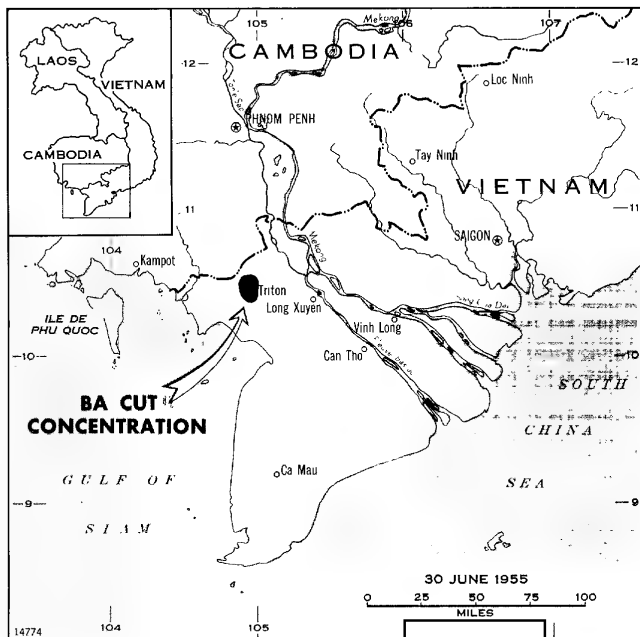 105
106
107
Mekong
12
CAMBODIA
12
LAOS
VIETNAM
Loc Ninh
PHNOM PENH
CAMBODIA
Tay Ninh
VIETNAM
11
11
SAIGON
104
Kampot
Mekong
Triton
Long Xuyen
ILE DE
PHU QUOC
Vinh Long
Can Tho
10
10
SOUTH
BA CUT
CONCENTRATION
CHINA
Ca Mau
GULF OF
SEA
9
9
SIAM
30 JUNE 1955
0 25 50 75 100
MILES
14774
104
105